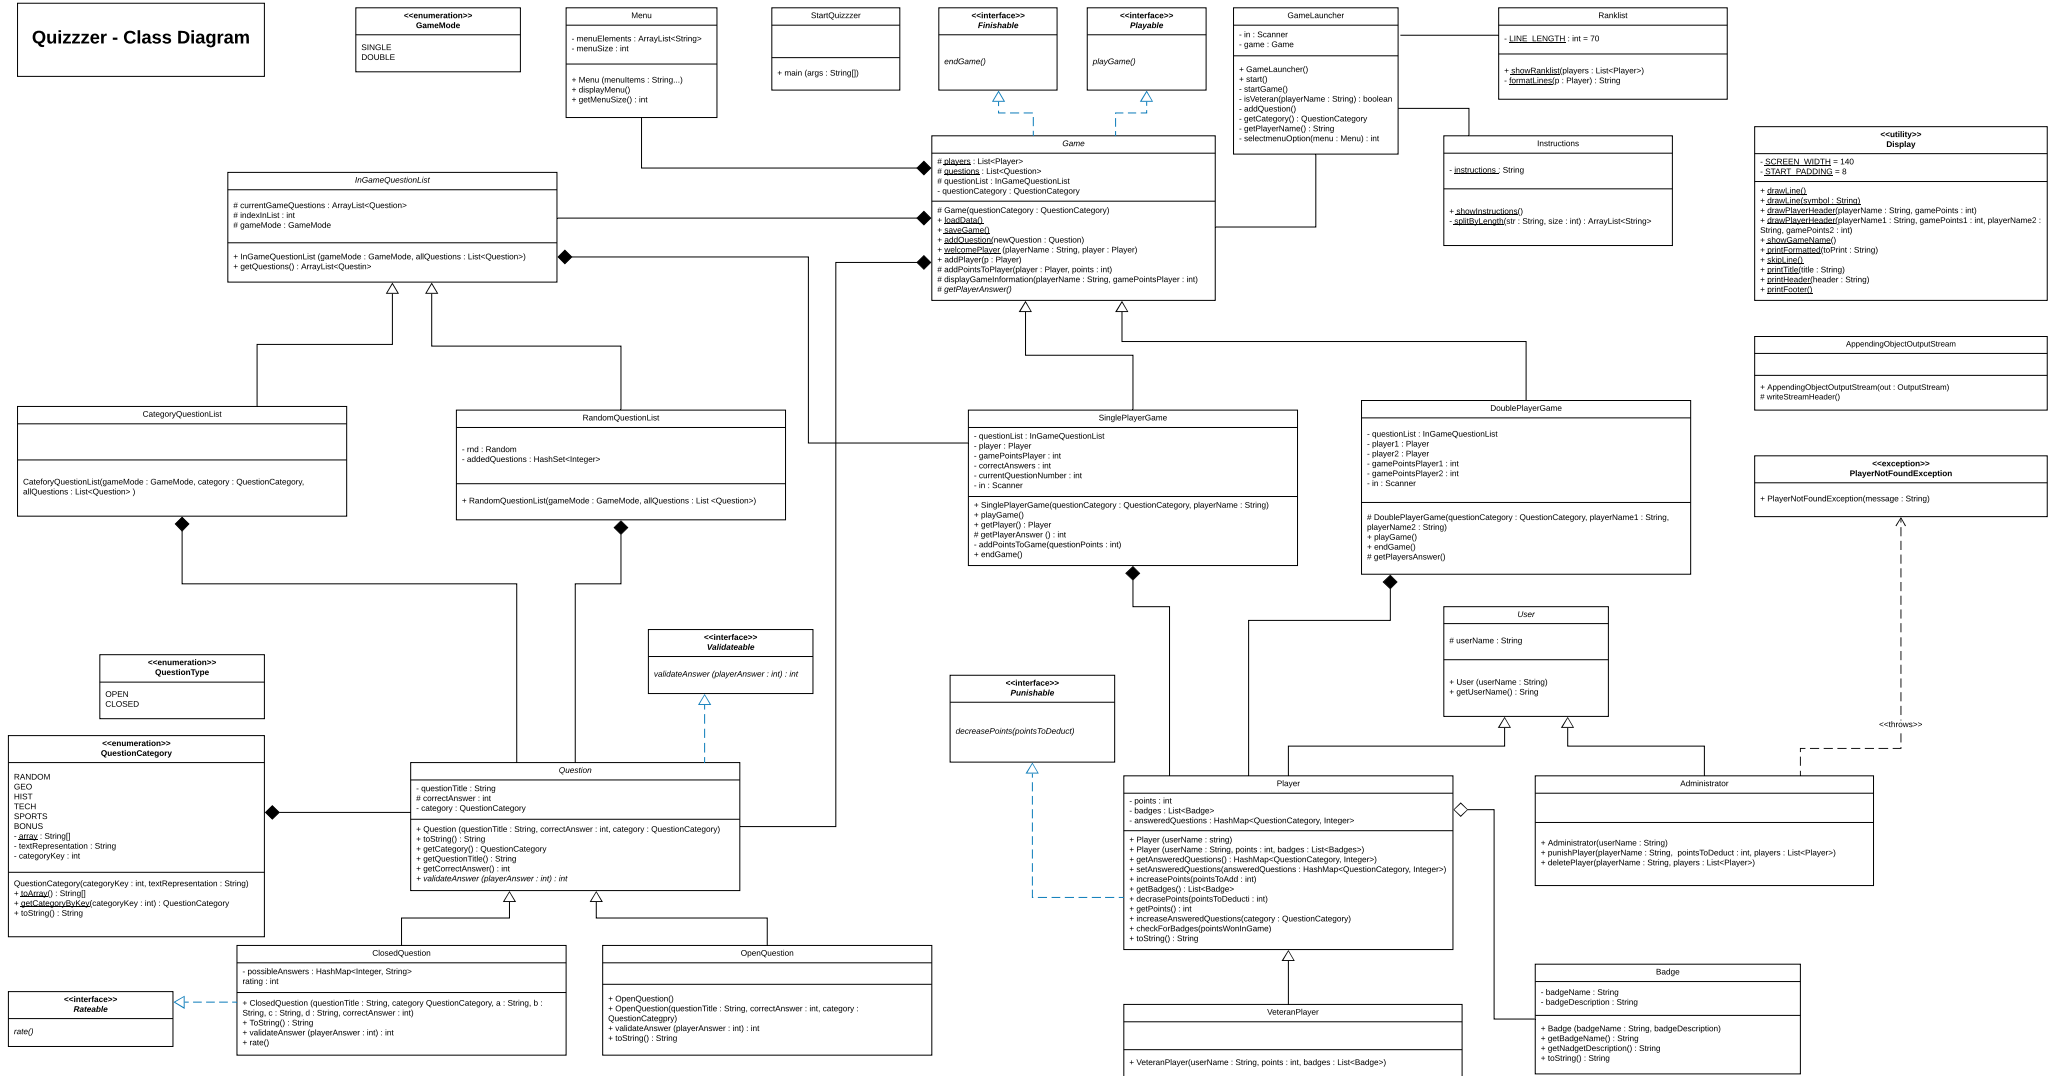 Quizzzer - Class Diagram
<<enumeration>>
GameMode
SINGLE
DOUBLE
Menu
- menuElements : ArrayList<String>
- menuSize : int
+ Menu (menuItems : String...)
+ displayMenu()
+ getMenuSize() : int
StartQuizzzer
+ main (args : String[])
<<interface>>
Finishable
endGame()
<<interface>>
Playable
playGame()
GameLauncher
- in : Scanner
- game : Game
+ GameLauncher()
+ start()
- startGame()
- isVeteran(playerName : String) : boolean
- addQuestion()
- getCategory() : QuestionCategory
- getPlayerName() : String
- selectmenuOption(menu : Menu) : int
Ranklist
- LINE_LENGTH : int = 70
+ showRanklist(players : List<Player>)
- formatLines(p : Player) : String
Instructions
- instructions : String
+ showInstructions()
- splitByLength(str : String, size : int) : ArrayList<String>
<<utility>>
Display
- SCREEN_WIDTH = 140
- START_PADDING = 8
+ drawLine()
+ drawLine(symbol : String)
+ drawPlayerHeader(playerName : String, gamePoints : int)
+ drawPlayerHeader(playerName1 : String, gamePoints1 : int, playerName2 :
String, gamePoints2 : int)
+ showGameName()
+ printFormatted(toPrint : String)
+ skipLine()
+ printTitle(title : String)
+ printHeader(header : String)
+ printFooter()
InGameQuestionList
# currentGameQuestions : ArrayList<Question>
# indexInList : int
# gameMode : GameMode
+ InGameQuestionList (gameMode : GameMode, allQuestions : List<Question>)
+ getQuestions() : ArrayList<Questin>
Game
# players : List<Player>
# questions : List<Question>
# questionList : InGameQuestionList
- questionCategory : QuestionCategory
# Game(questionCategory : QuestionCategory)
+ loadData()
+ saveGame()
+ addQuestion(newQuestion : Question)
+ welcomePlayer (playerName : String, player : Player)
+ addPlayer(p : Player)
# addPointsToPlayer(player : Player, points : int)
# displayGameInformation(playerName : String, gamePointsPlayer : int)
# getPlayerAnswer()
AppendingObjectOutputStream
+ AppendingObjectOutputStream(out : OutputStream)
# writeStreamHeader()
CategoryQuestionList
CateforyQuestionList(gameMode : GameMode, category : QuestionCategory,
allQuestions : List<Question> )
RandomQuestionList
- rnd : Random
- addedQuestions : HashSet<Integer>
+ RandomQuestionList(gameMode : GameMode, allQuestions : List <Question>)
SinglePlayerGame
- questionList : InGameQuestionList
- player : Player
- gamePointsPlayer : int
- correctAnswers : int
- currentQuestionNumber : int
- in : Scanner
+ SinglePlayerGame(questionCategory : QuestionCategory, playerName : String)
+ playGame()
+ getPlayer() : Player
# getPlayerAnswer () : int
- addPointsToGame(questionPoints : int)
+ endGame()
DoublePlayerGame
- questionList : InGameQuestionList
- player1 : Player
- player2 : Player
- gamePointsPlayer1 : int
- gamePointsPlayer2 : int
- in : Scanner
# DoublePlayerGame(questionCategory : QuestionCategory, playerName1 : String,
playerName2 : String)
+ playGame()
+ endGame()
# getPlayersAnswer()
<<exception>>
PlayerNotFoundException
+ PlayerNotFoundException(message : String)
<<throws>>
<<enumeration>>
QuestionType
OPEN
CLOSED
<<interface>>
Validateable
validateAnswer (playerAnswer : int) : int
<<interface>>
Punishable
decreasePoints(pointsToDeduct)
User
# userName : String
+ User (userName : String)
+ getUserName() : Sring
<<enumeration>>
QuestionCategory
RANDOM
GEO
HIST
TECH
SPORTS
BONUS
- array : String[]
- textRepresentation : String
- categoryKey : int
QuestionCategory(categoryKey : int, textRepresentation : String)
+ toArray() : String[]
+ getCategoryByKey(categoryKey : int) : QuestionCategory
+ toString() : String
Question
- questionTitle : String
# correctAnswer : int
- category : QuestionCategory
+ Question (questionTitle : String, correctAnswer : int, category : QuestionCategory)
+ toString() : String
+ getCategory() : QuestionCategory
+ getQuestionTitle() : String
+ getCorrectAnswer() : int
+ validateAnswer (playerAnswer : int) : int
Player
- points : int
- badges : List<Badge>
- answeredQuestions : HashMap<QuestionCategory, Integer>
+ Player (userName : string)
+ Player (userName : String, points : int, badges : List<Badges>)
+ getAnsweredQuestions() : HashMap<QuestionCategory, Integer>)
+ setAnsweredQuestions(answeredQuestions : HashMap<QuestionCategory, Integer>)
+ increasePoints(pointsToAdd : int)
+ getBadges() : List<Badge>
+ decrasePoints(pointsToDeducti : int)
+ getPoints() : int
+ increaseAnsweredQuestions(category : QuestionCategory)
+ checkForBadges(pointsWonInGame)
+ toString() : String
Administrator
+ Administrator(userName : String)
+ punishPlayer(playerName : String, pointsToDeduct : int, players : List<Player>)
+ deletePlayer(playerName : String, players : List<Player>)
ClosedQuestion
- possibleAnswers : HashMap<Integer, String>
rating : int
+ ClosedQuestion (questionTitle : String, category QuestionCategory, a : String, b :
String, c : String, d : String, correctAnswer : int)
+ ToString() : String
+ validateAnswer (playerAnswer : int) : int
+ rate()
OpenQuestion
+ OpenQuestion()
+ OpenQuestion(questionTitle : String, correctAnswer : int, category :
QuestionCategpry)
+ validateAnswer (playerAnswer : int) : int
+ toString() : String
<<interface>>
Rateable
rate()
VeteranPlayer
+ VeteranPlayer(userName : String, points : int, badges : List<Badge>)
Badge
- badgeName : String
- badgeDescription : String
+ Badge (badgeName : String, badgeDescription)
+ getBadgeName() : String
+ getNadgetDescription() : String
+ toString() : String